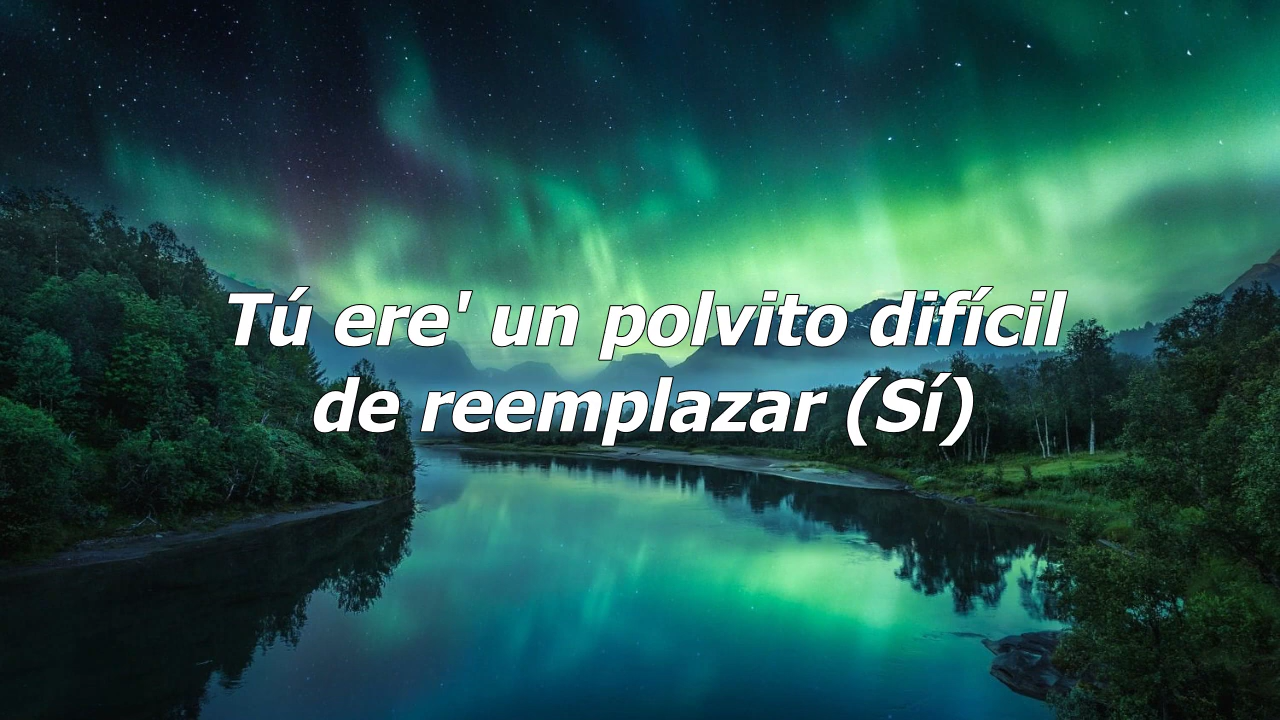 Tú ere' un polvito difícil
de reemplazar (Sí)